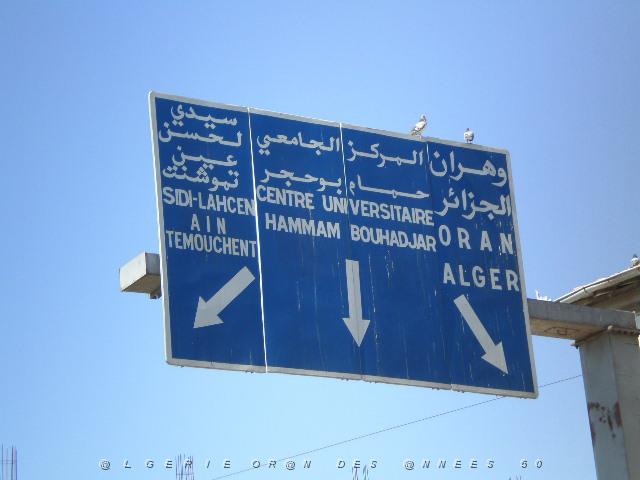 سيدي
لحسن
عين
تموشنت
SIDI-LAHCEN
AIN
TEMOUCHENT
المركز الجامعي
حمام بوحجر
CENTRE UNIVERSITAIRE
HAMMAM BOUHADJAR
وهران
الجزائر
ORAN
ALGER
@LGERIE OR@N DES @NNEES 50